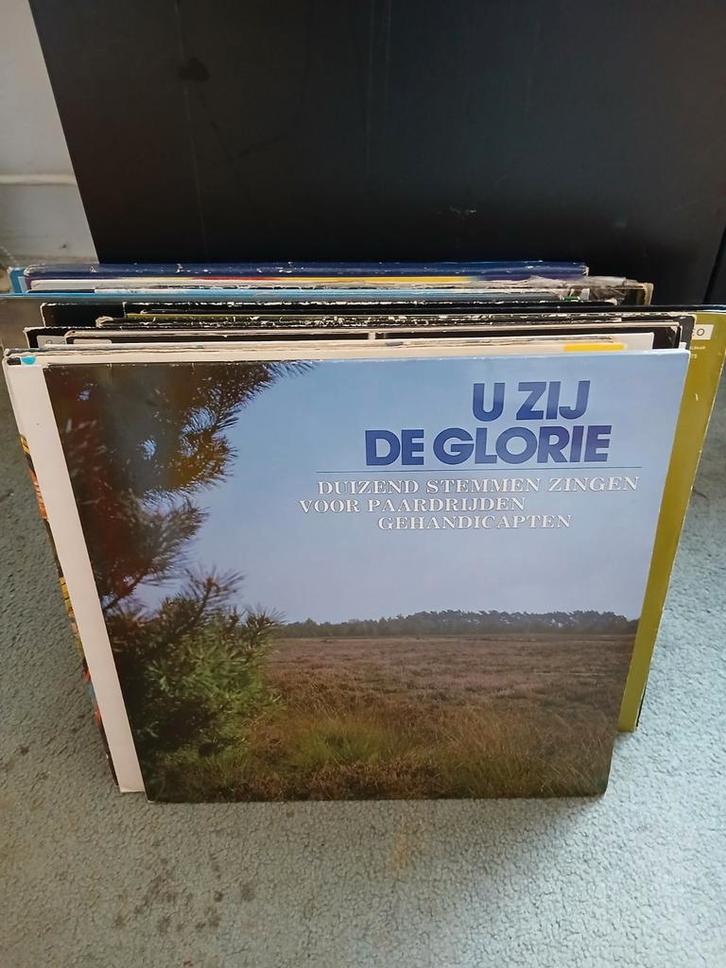 U ZIJ
DE GLORIE
DUIZEND STEMMEN ZINGEN
VOOR PAARDRIJDEN
GEHANDICAPTEN